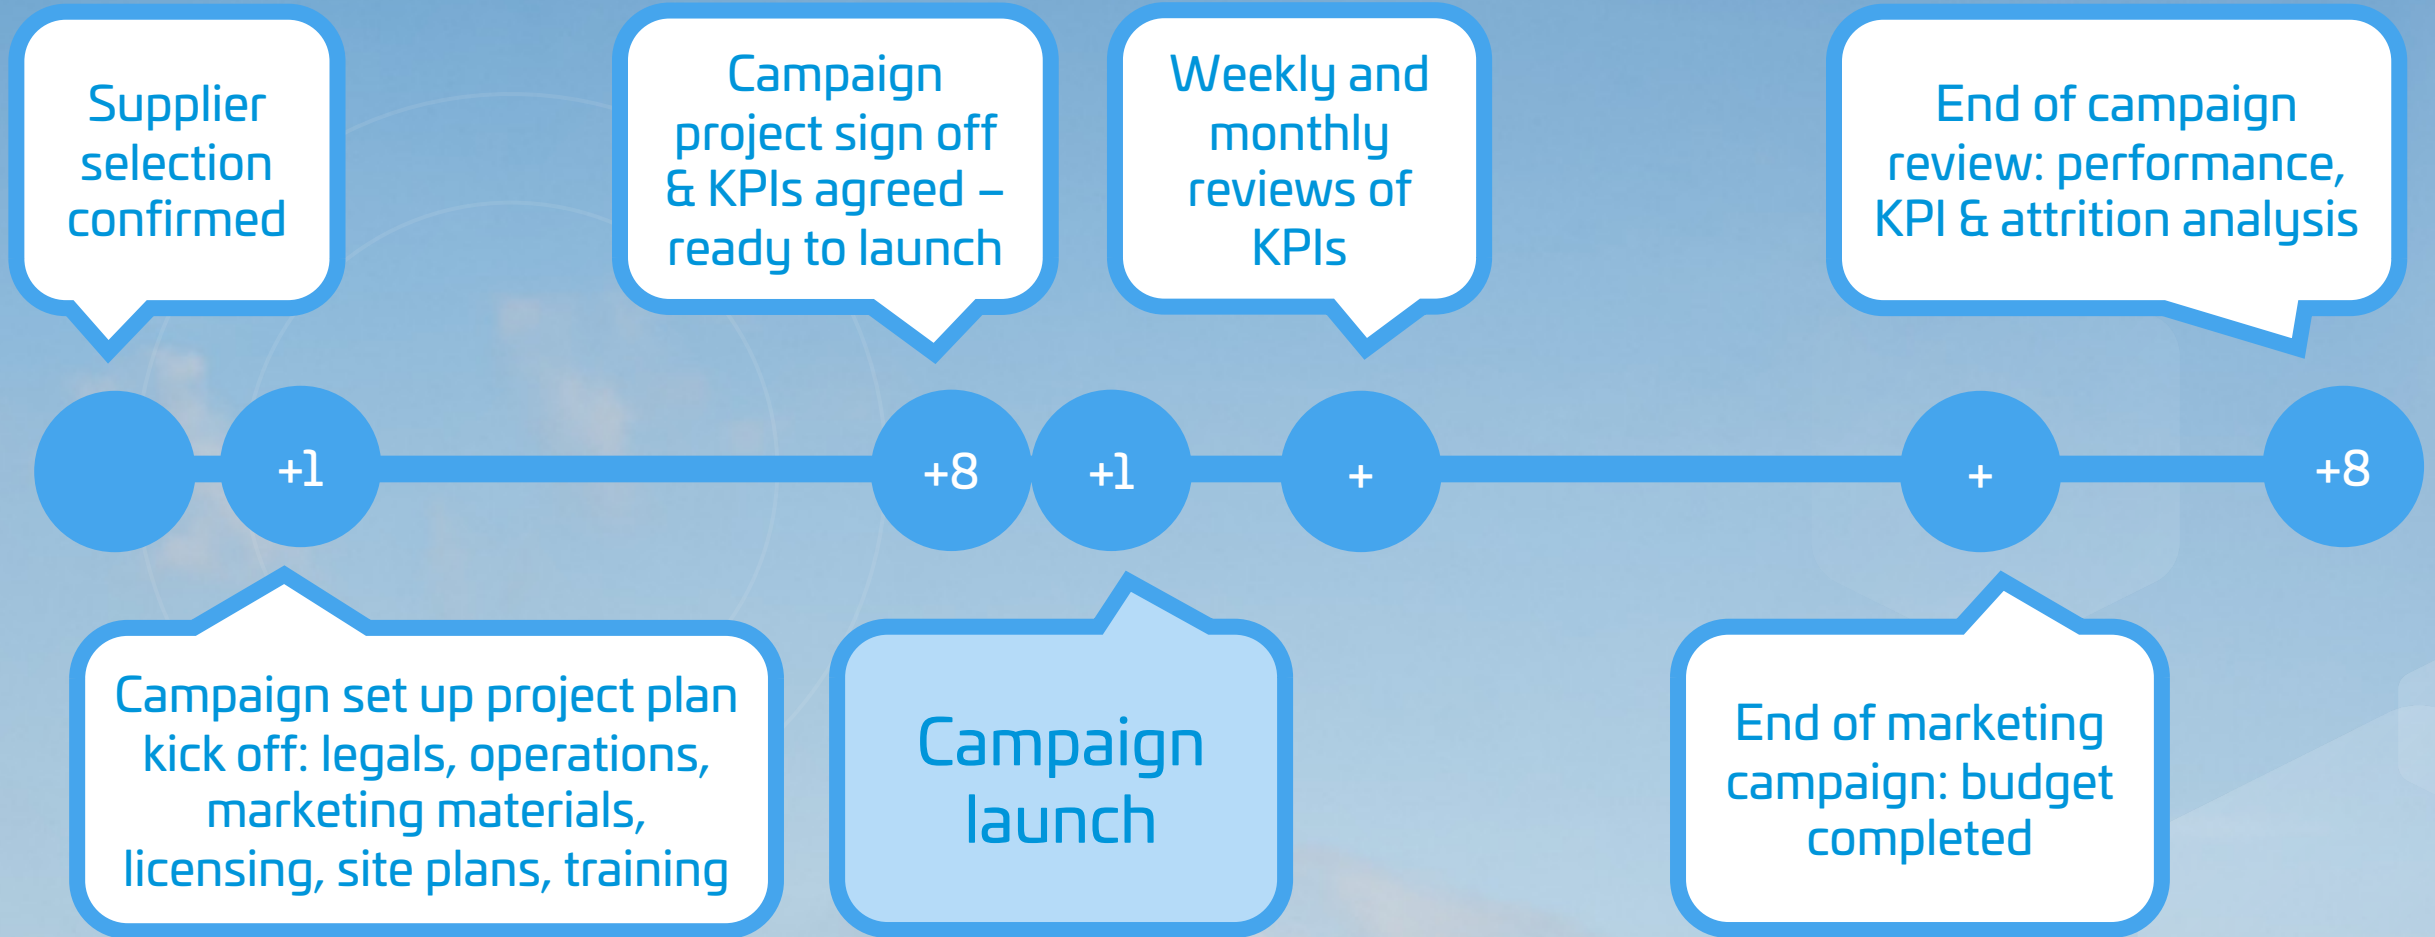 Supplier
selection
confirmed
Campaign
project sign off
& KPIs agreed –
ready to launch
Weekly and
monthly
reviews of
KPIs
End of campaign
review: performance,
KPI & attrition analysis
+1
+8
+1
+
+
+8
Campaign set up project plan
kick off: legals, operations,
marketing materials,
licensing, site plans, training
Campaign
launch
End of marketing
campaign: budget
completed